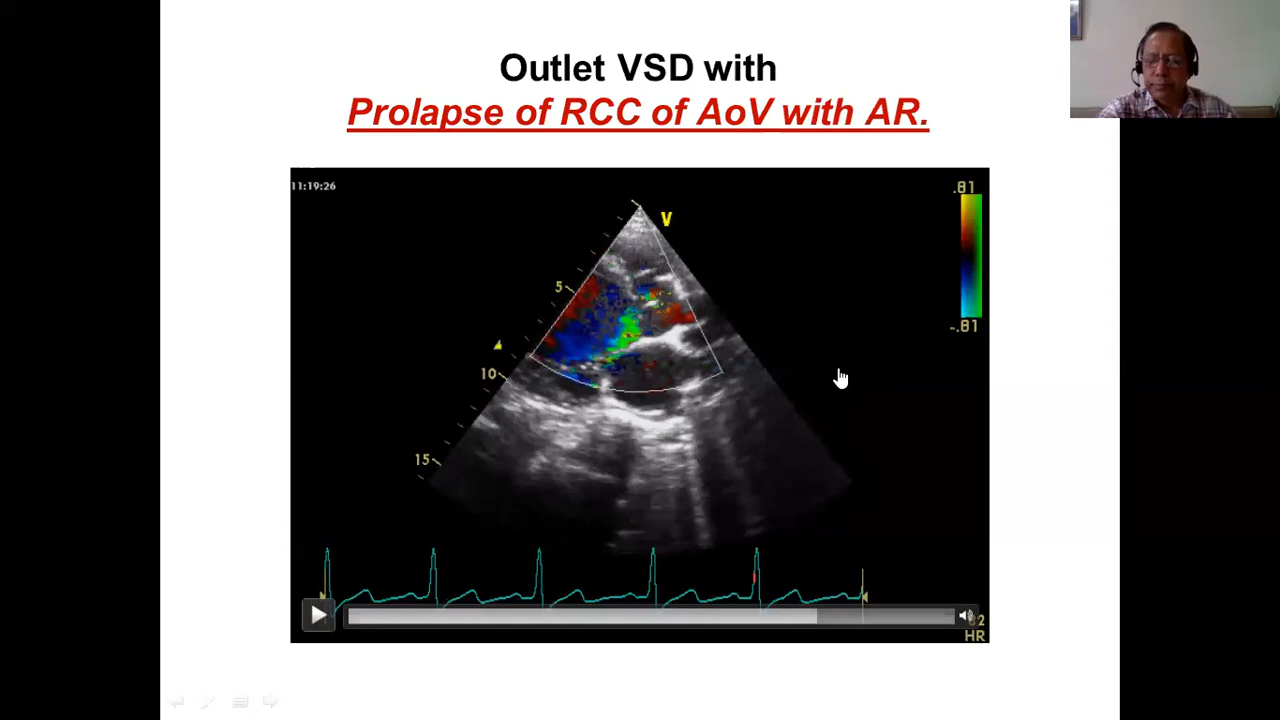 Outlet VSD with
Prolapse of RCC of AoV with AR.
11:19:26
V
.81
5
-.81
10
15
HR